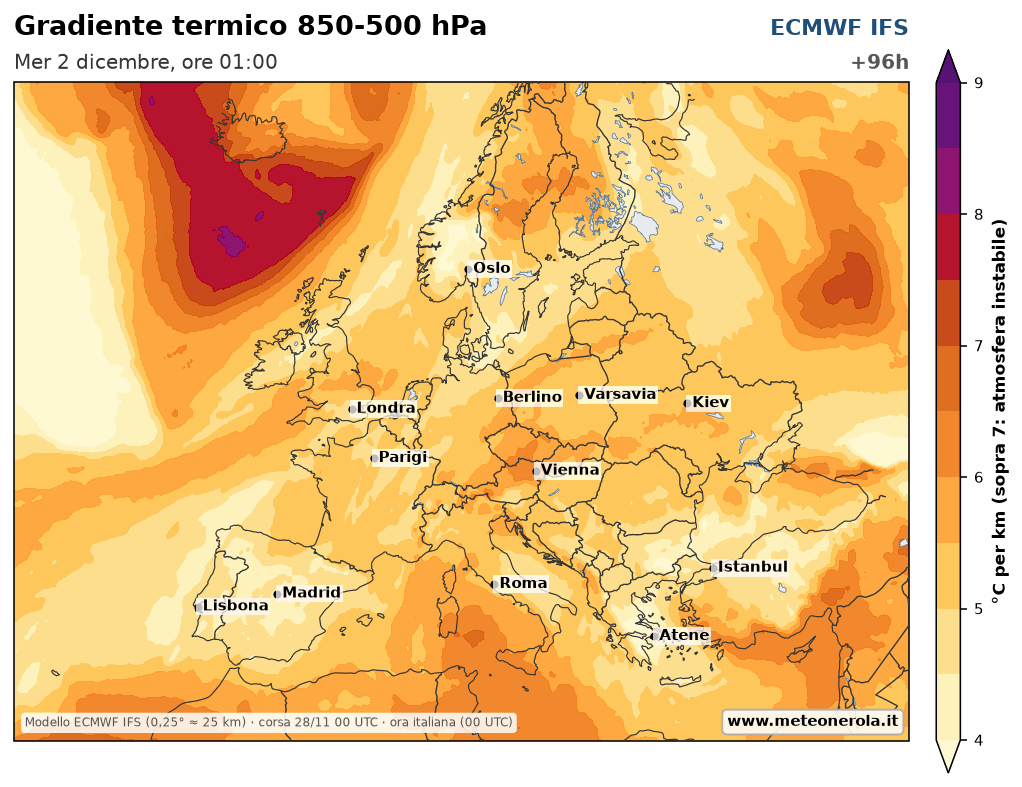 Gradiente termico 850-500 hPa
ECMWF IFS
Mer 2 dicembre, ore 01:00
+96h
9
8
7
6
5
4
°C per km (sopra 7: atmosfera instabile)
Oslo
Londra
Berlino
Varsavia
Kiev
Parigi
Vienna
Istanbul
Roma
Madrid
Lisbona
Atene
Modello ECMWF IFS (0,25° ≈ 25 km) · corsa 28/11 00 UTC · ora italiana (00 UTC)
www.meteonerola.it